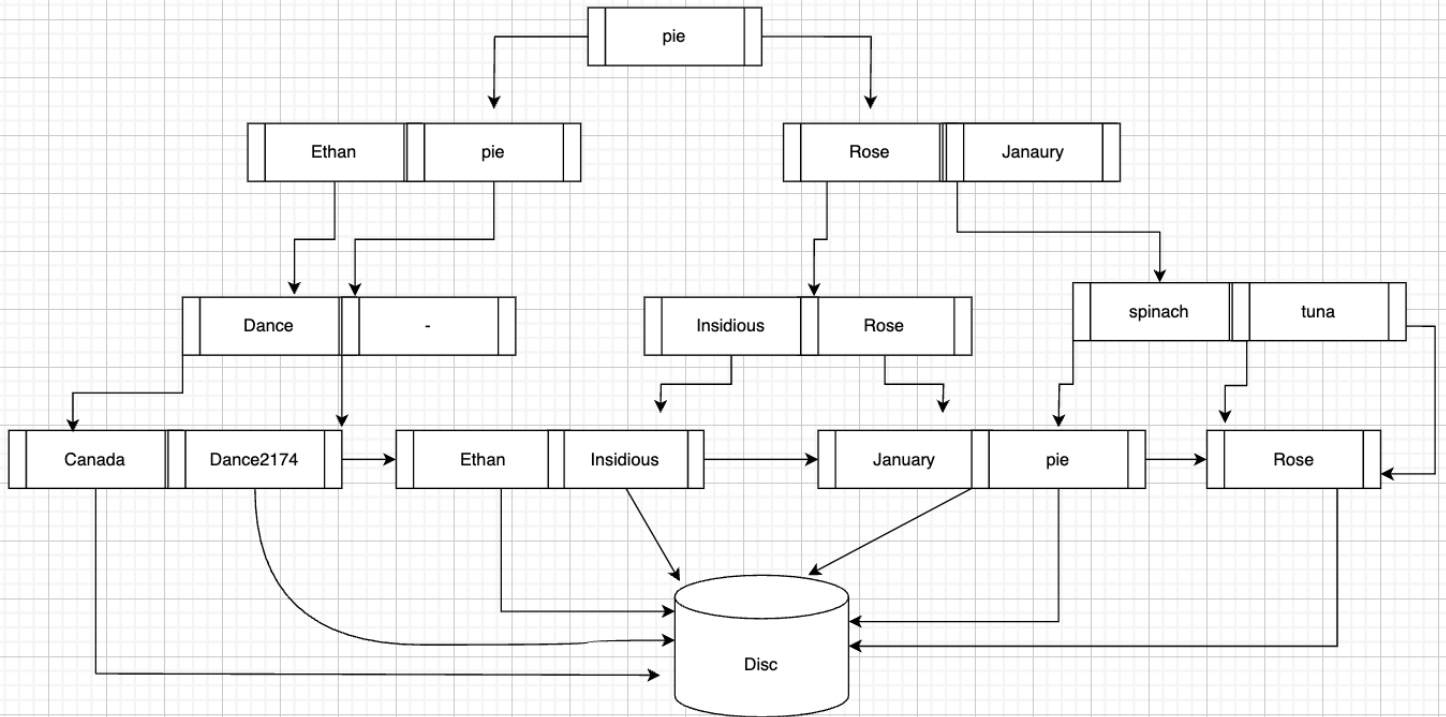 pie
Ethan
pie
Rose
Janaury
Dance
-
Insidious
Rose
spinach
tuna
Canada
Dance2174
Ethan
Insidious
January
pie
Rose
Disc